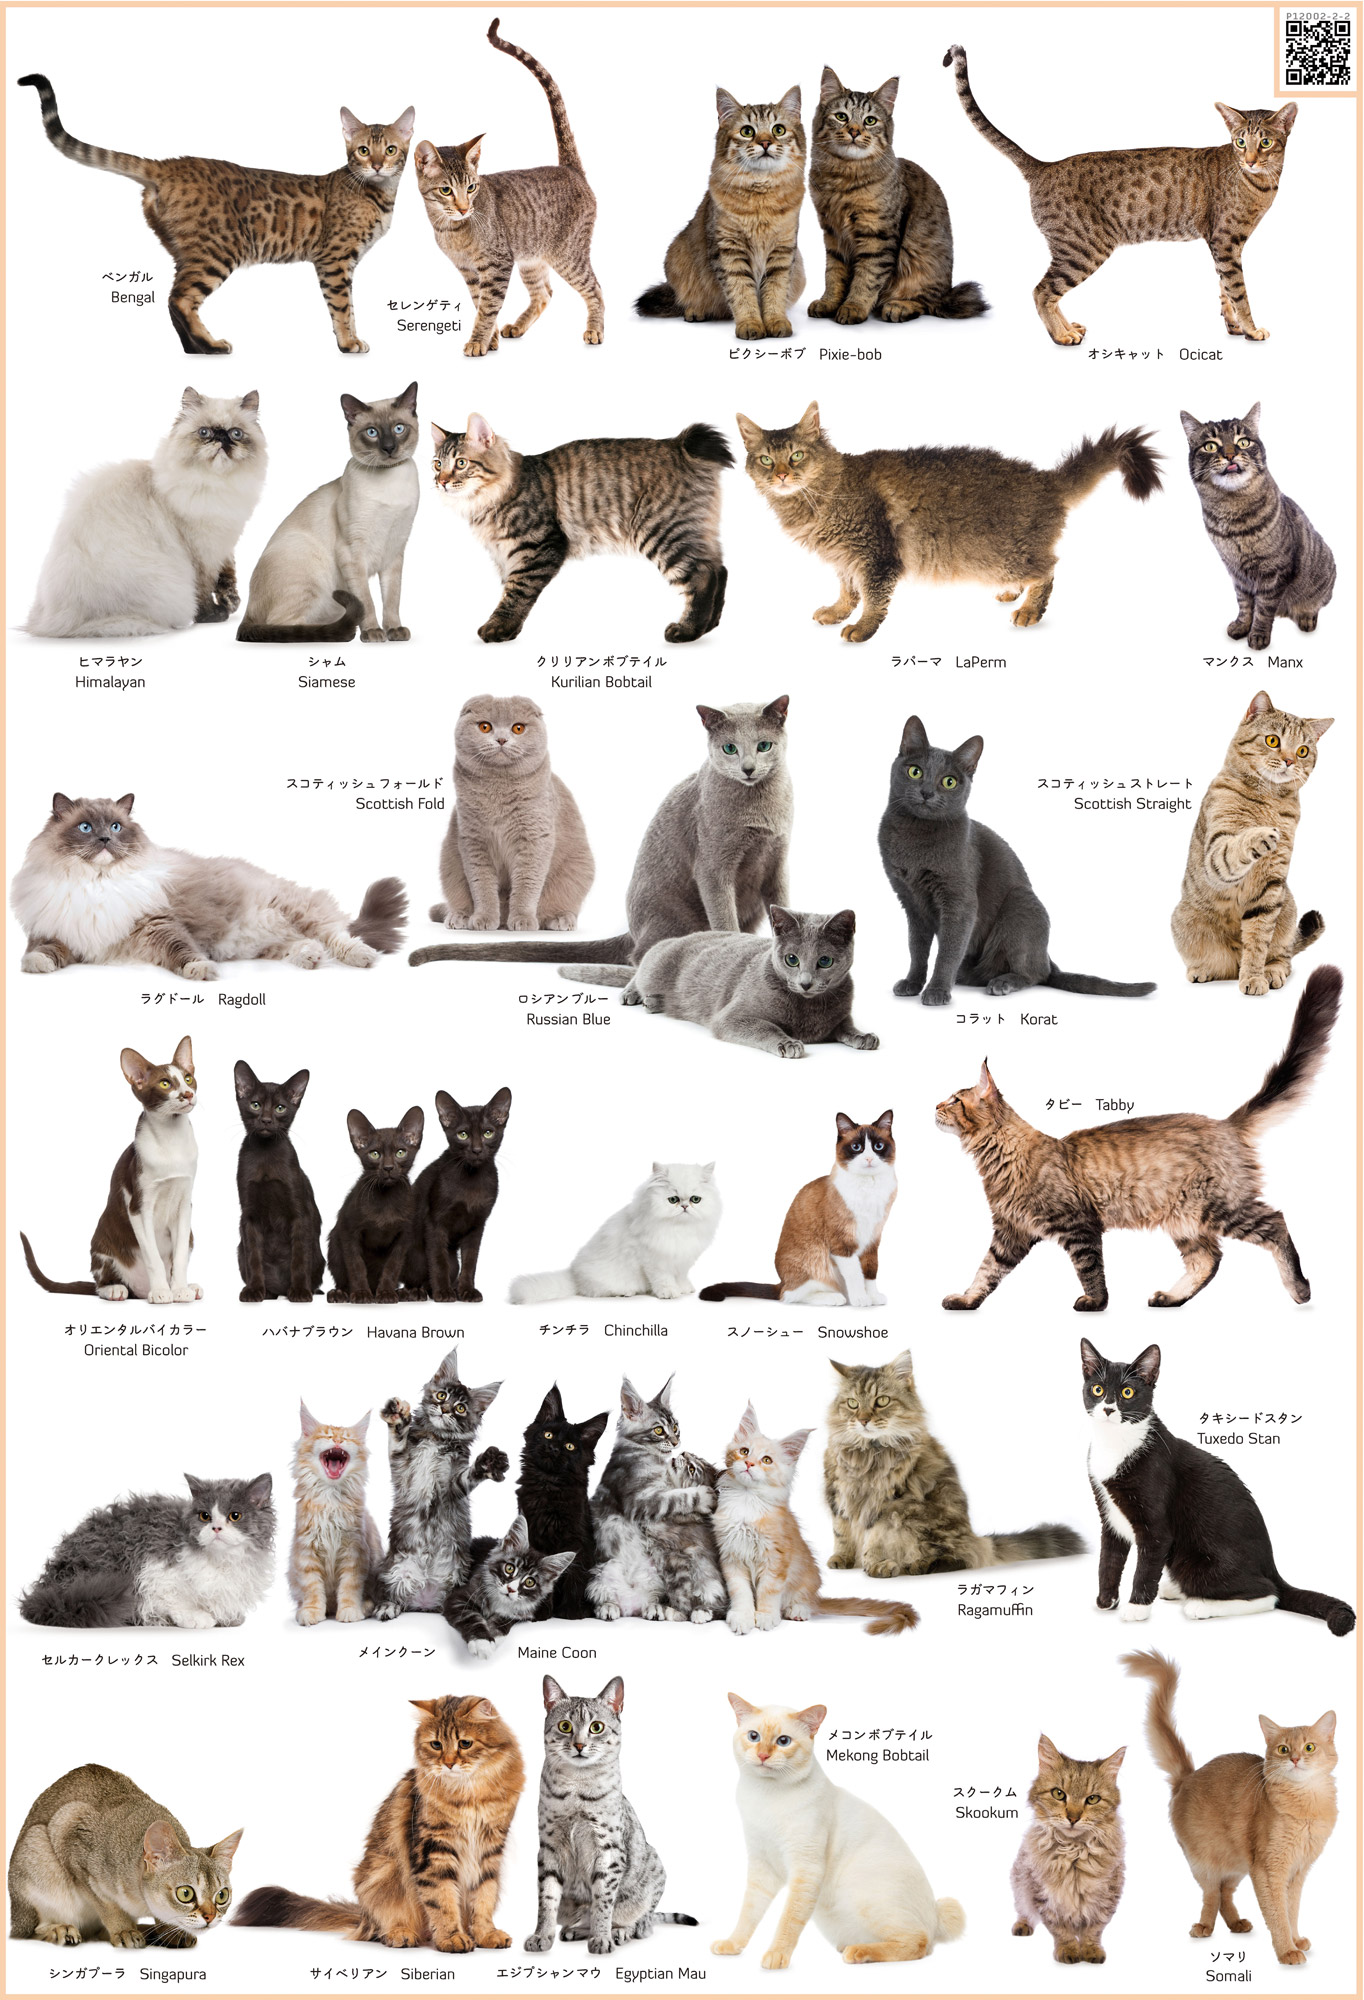 P12002-2-2
ベンガル
Bengal
セレンゲティ
Serengeti
ピクシーボブ Pixie-bob
オシキャット Ocicat
ヒマラヤン
Himalayan
シャム
Siamese
クリリアンボブテイル
Kurilian Bobtail
ラパーマ LaPerm
マンクス Manx
スコティッシュフォールド
Scottish Fold
スコティッシュストレート
Scottish Straight
ラグドール Ragdoll
ロシアンブルー
Russian Blue
コラット Korat
タビー Tabby
オリエンタルバイカラー
Oriental Bicolor
ハバナブラウン Havana Brown
チンチラ Chinchilla
スノーシュー Snowshoe
タキシードスタン
Tuxedo Stan
ラガマフィン
Ragamuffin
セルカークレックス Selkirk Rex
メインクーン Maine Coon
メコンボブテイル
Mekong Bobtail
スクークム
Skookum
シンガプーラ Singapura
サイベリアン Siberian
エジプシャンマウ Egyptian Mau
ソマリ
Somali